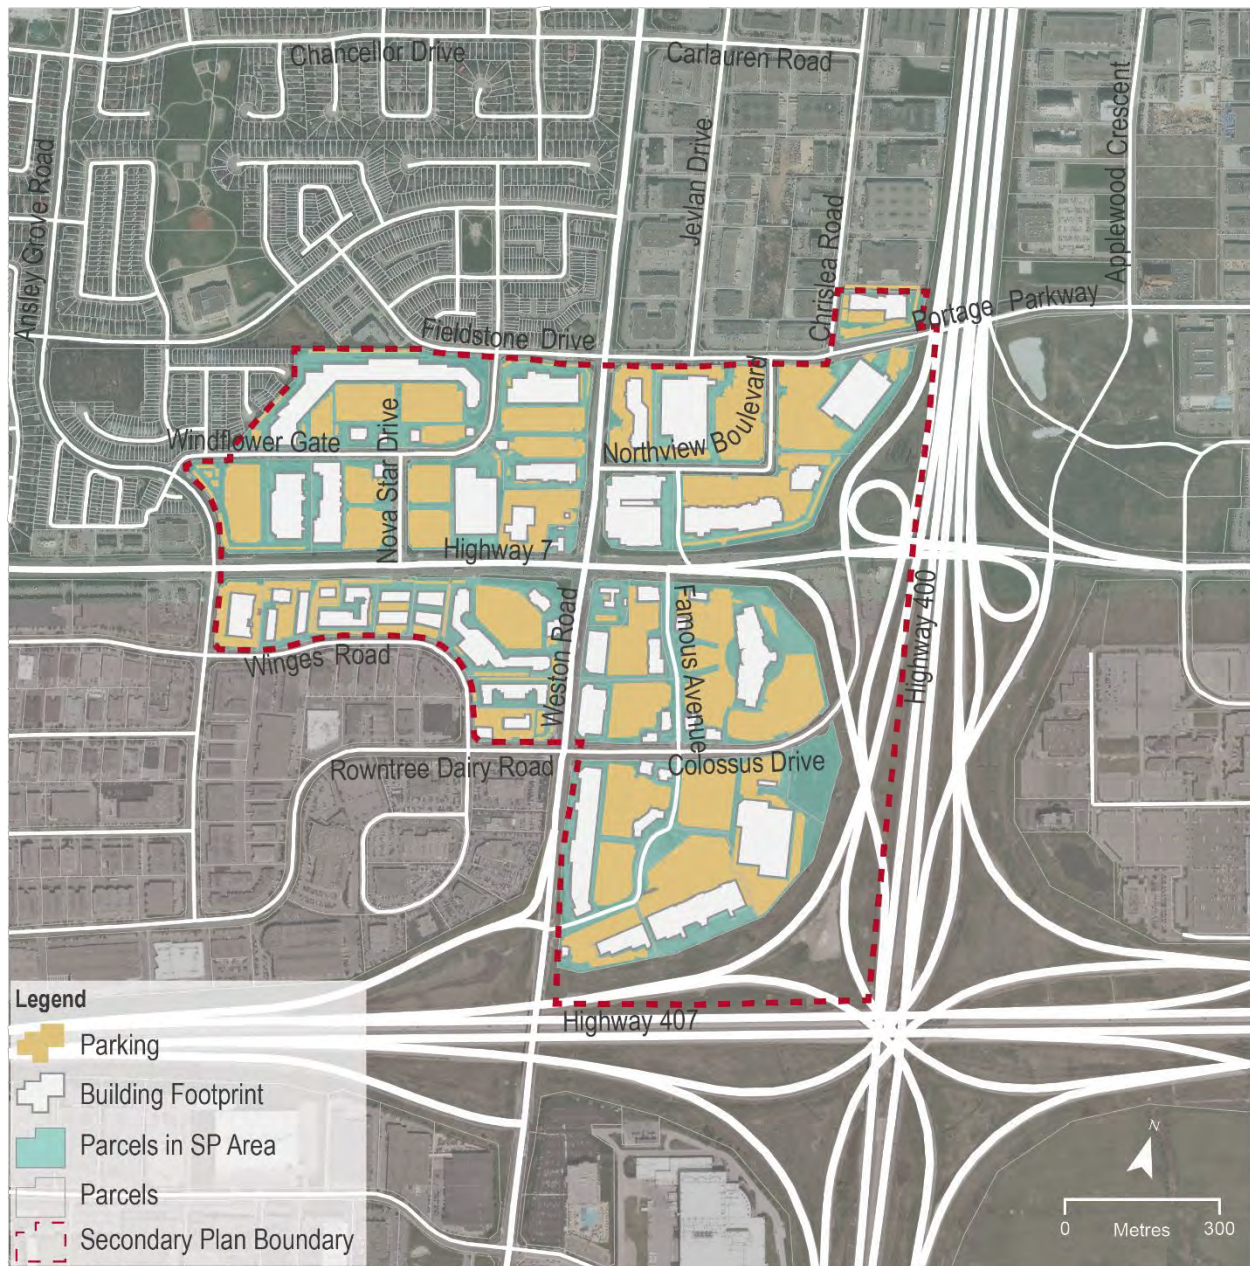 Chancellor Drive
Carlauren Road
Applewood Crescent
Ansley Grove Road
Jevlan Drive
Chrislea Road
Portage Parkway
Fieldstone Drive
Windflower Gate
Nova Star Drive
Northview Boulevard
Highway 7
Highway 400
Famous Avenue
Weston Road
Winges Road
Rowntree Dairy Road
Colossus Drive
Highway 407
Legend
Parking
Building Footprint
Parcels in SP Area
Parcels
Secondary Plan Boundary
N
0 Metres 300